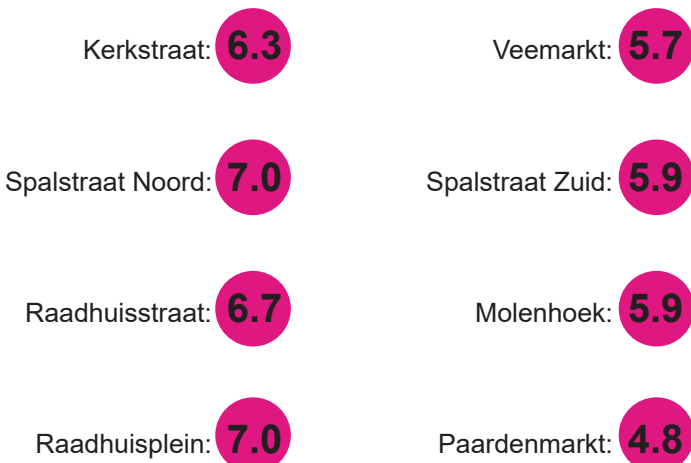 Kerkstraat: 6.3
Veemarkt: 5.7
Spalstraat Noord: 7.0
Spalstraat Zuid: 5.9
Raadhuisstraat: 6.7
Molenhoek: 5.9
Raadhuisplein: 7.0
Paardenmarkt: 4.8